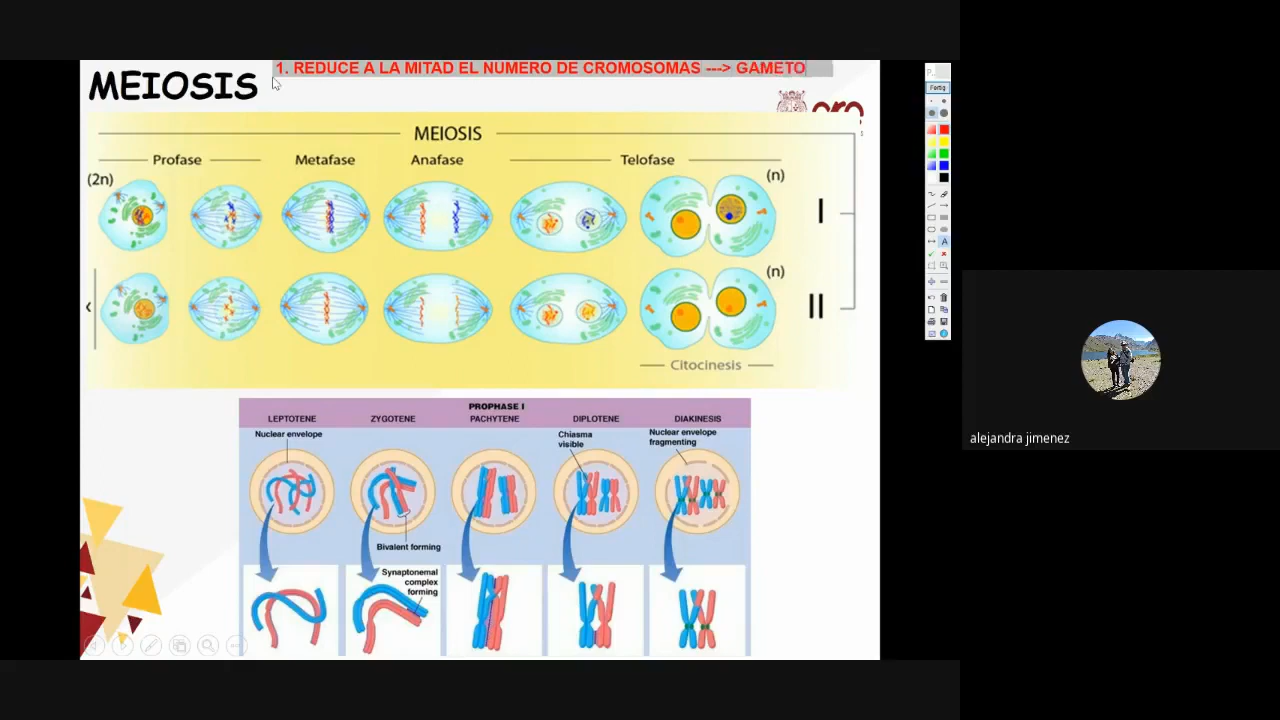 1. REDUCE A LA MITAD EL NUMERO DE CROMOSOMAS ---> GAMETO
MEIOSIS
MEIOSIS
Profase Metafase Anafase Telofase
(2n) (n)
I
(n)
II
Citocinesis
PROPHASE I
LEPTOTENE ZYGOTENE PACHYTENE DIPLOTENE DIAKINESIS
Nuclear envelope
Chiasma
visible
Nuclear envelope
fragmenting
Bivalent forming
Synaptonemal
complex
forming
Fertig
A
alejandra jimenez